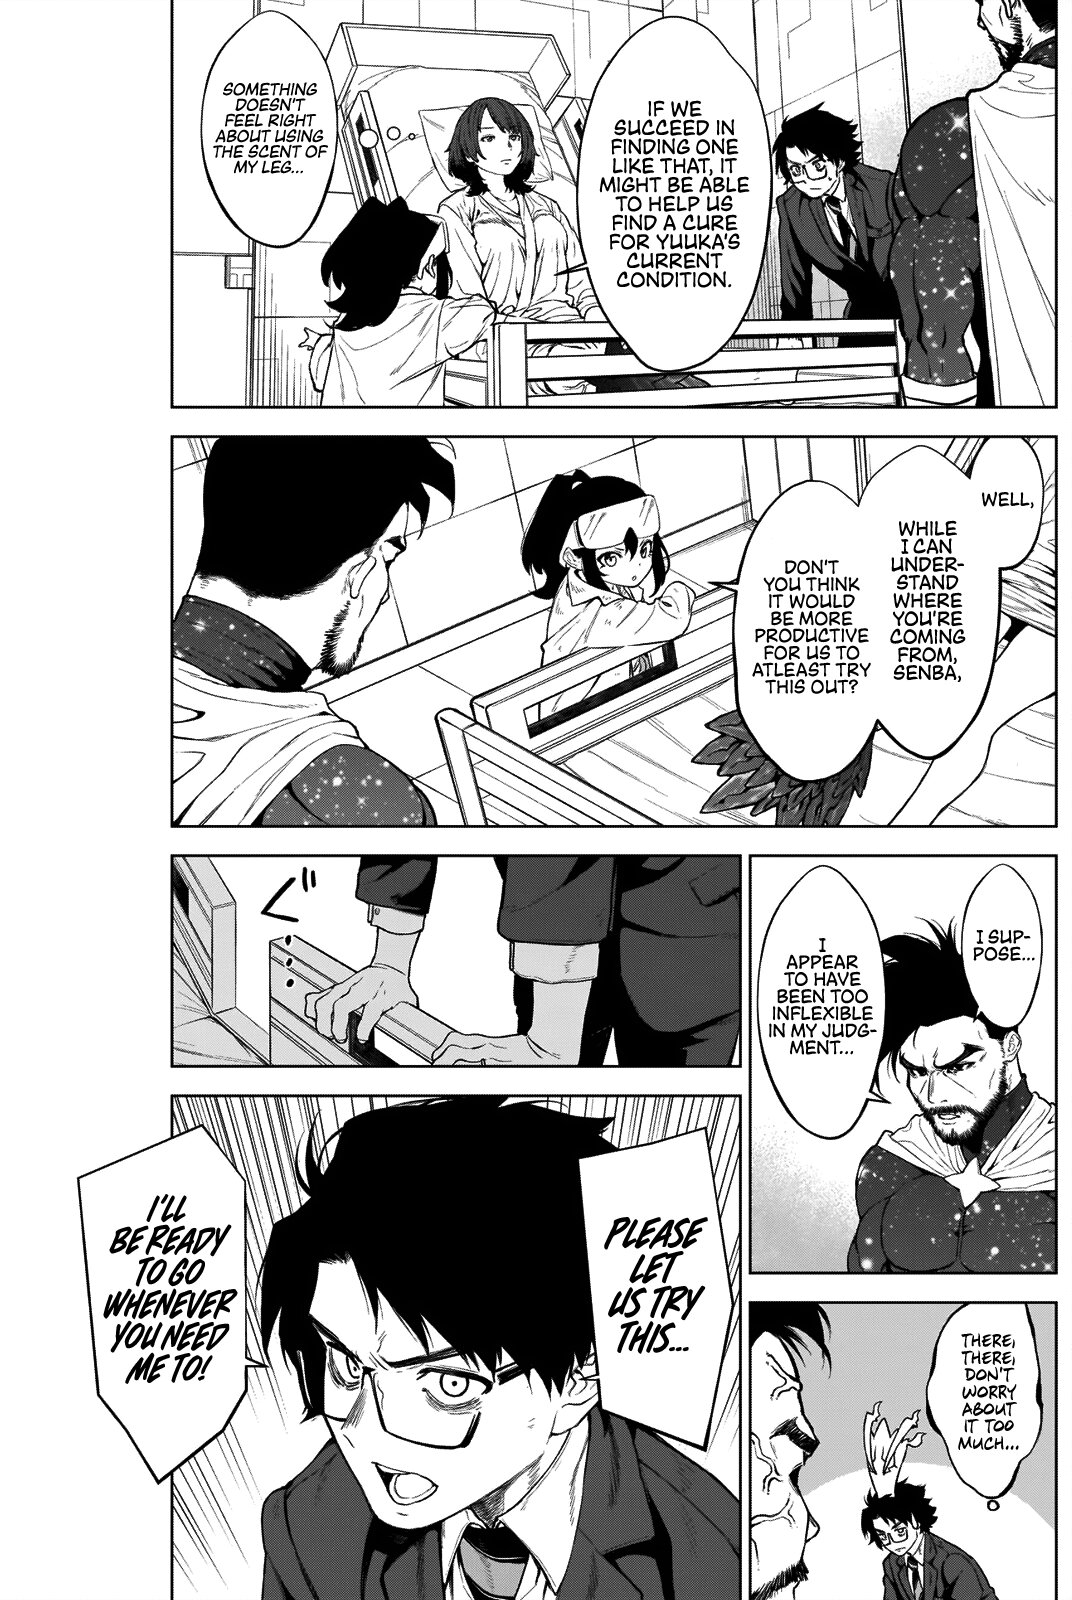 IF WE
SUCCEED IN
FINDING ONE
LIKE THAT, IT
MIGHT BE ABLE
TO HELP US
FIND A CURE
FOR YUUKA'S
CURRENT
CONDITION.
SOMETHING
DOESN'T
FEEL RIGHT
ABOUT USING
THE SCENT OF
MY LEG...
WELL,
WHILE
I CAN
UNDER-
STAND
WHERE
YOU'RE
COMING
FROM,
SENBA,
DON'T
YOU THINK
IT WOULD
BE MORE
PRODUCTIVE
FOR US TO
ATLEAST TRY
THIS OUT?
I SUP-
POSE...
I
APPEAR
TO HAVE
BEEN TOO
INFLEXIBLE
IN MY JUDG-
MENT...
ぐ
THERE,
THERE,
DON'T
WORRY
ABOUT
IT TOO
MUCH...
PLEASE
LET
US TRY
THIS...
I'LL
BE READY
TO GO
WHENEVER
YOU NEED
ME TO!